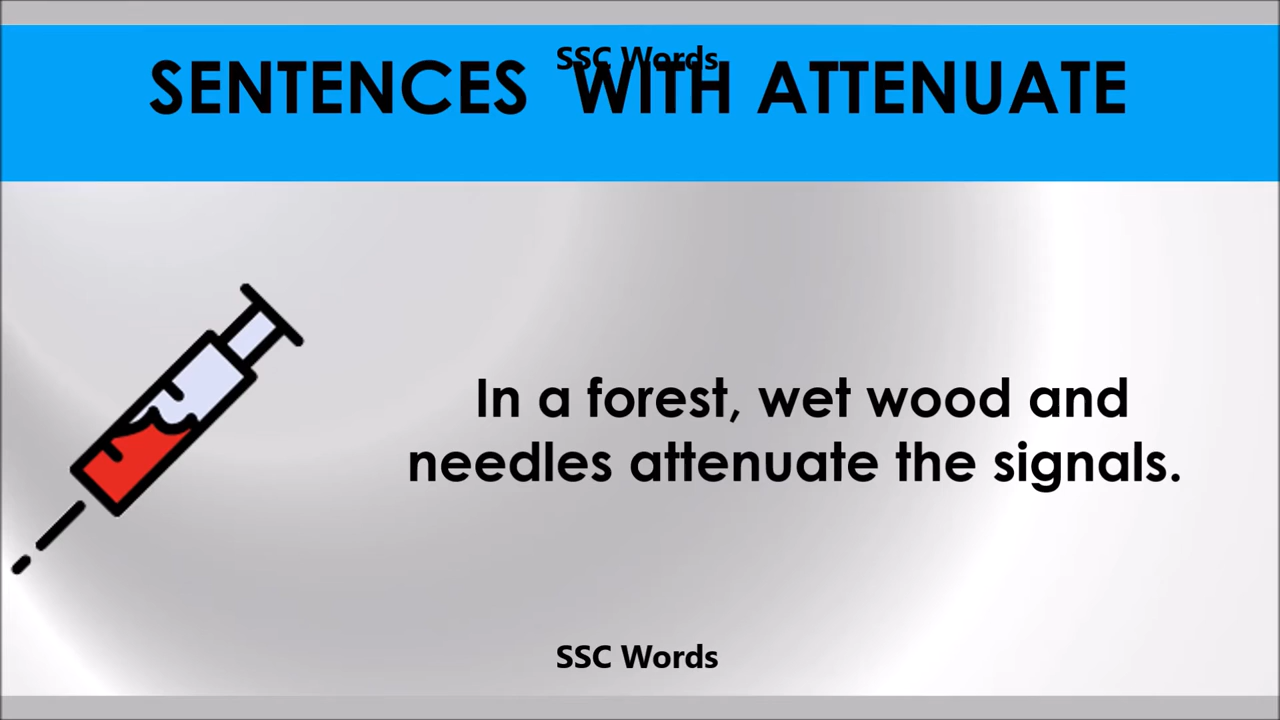 SSC Words
SENTENCES WITH ATTENUATE
In a forest, wet wood and
needles attenuate the signals.
SSC Words